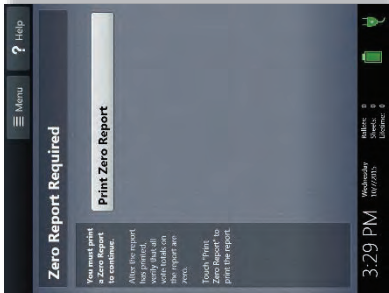 Menu
? Help
Zero Report Required
You must print
a Zero Report
to continue.
After the report
has printed,
verify that all
vote totals on
the report are
zero.
Touch "Print
Zero Report" to
print the report.
Print Zero Report
3:29 PM
Wednesday
10/7/2015
Ballots: 0
Sheets: 0
Lifetime: 0